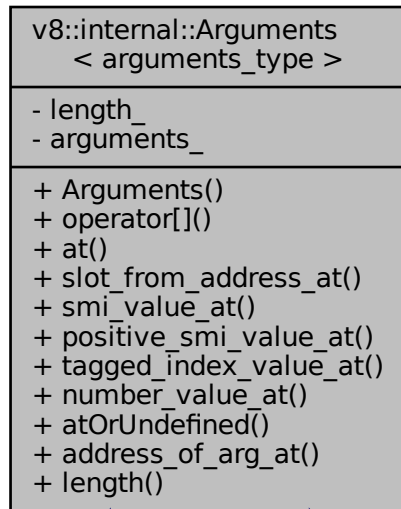 v8::internal::Arguments
< arguments_type >
- length_
- arguments_
+ Arguments()
+ operator[]()
+ at()
+ slot_from_address_at()
+ smi_value_at()
+ positive_smi_value_at()
+ tagged_index_value_at()
+ number_value_at()
+ atOrUndefined()
+ address_of_arg_at()
+ length()